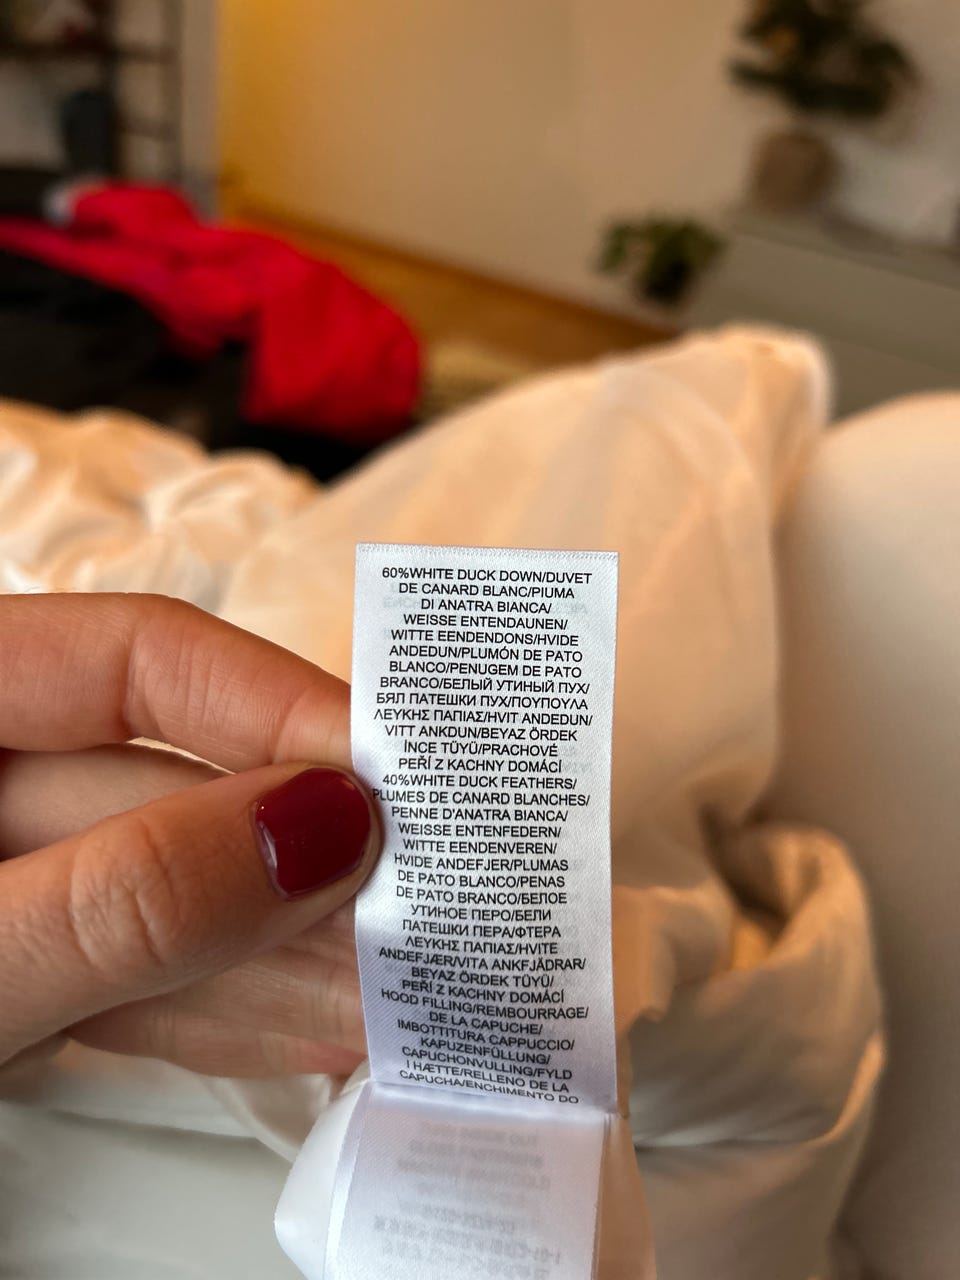 60%WHITE DUCK DOWN/DUVET
DE CANARD BLANC/PIUMA
DI ANATRA BIANCA/
WEISSE ENTENDAUNEN/
WITTE EENDENDONS/HVIDE
ANDEDUN/PLUMÓN DE PATO
BLANCO/PENUGEM DE PATO
BRANCO/БЕЛЫЙ УТИНЫЙ ПУХ/
БЯЛ ПАТЕШКИ ПУХ/ΠΟΥΠΟΥΛΑ
ΛΕΥΚΗΣ ΠΑΠΙΑΣ/HVIT ANDEDUN/
VITT ANKDUN/BEYAZ ÖRDEK
İNCE TÜYÜ/PRACHOVÉ
PEŘÍ Z KACHNY DOMÁCÍ
40%WHITE DUCK FEATHERS/
PLUMES DE CANARD BLANCHES/
PENNE D'ANATRA BIANCA/
WEISSE ENTENFEDERN/
WITTE EENDENVEREN/
HVIDE ANDEFJER/PLUMAS
DE PATO BLANCO/PENAS
DE PATO BRANCO/БЕЛОЕ
УТИНОЕ ПЕРО/БЕЛИ
ПАТЕШКИ ПЕРА/ΦΤΕΡΑ
ΛΕΥΚΗΣ ΠΑΠΙΑΣ/HVITE
ANDEFJÆR/VITA ANKFJÄDRAR/
BEYAZ ÖRDEK TÜYÜ/
PEŘÍ Z KACHNY DOMÁCÍ
HOOD FILLING/REMBOURRAGE/
DE LA CAPUCHE/
IMBOTTITURA CAPPUCCIO/
KAPUZENFÜLLUNG/
CAPUCHONVULLING/FYLD
I HÆTTE/RELLENO DE LA
CAPUCHA/ENCHIMENTO DO